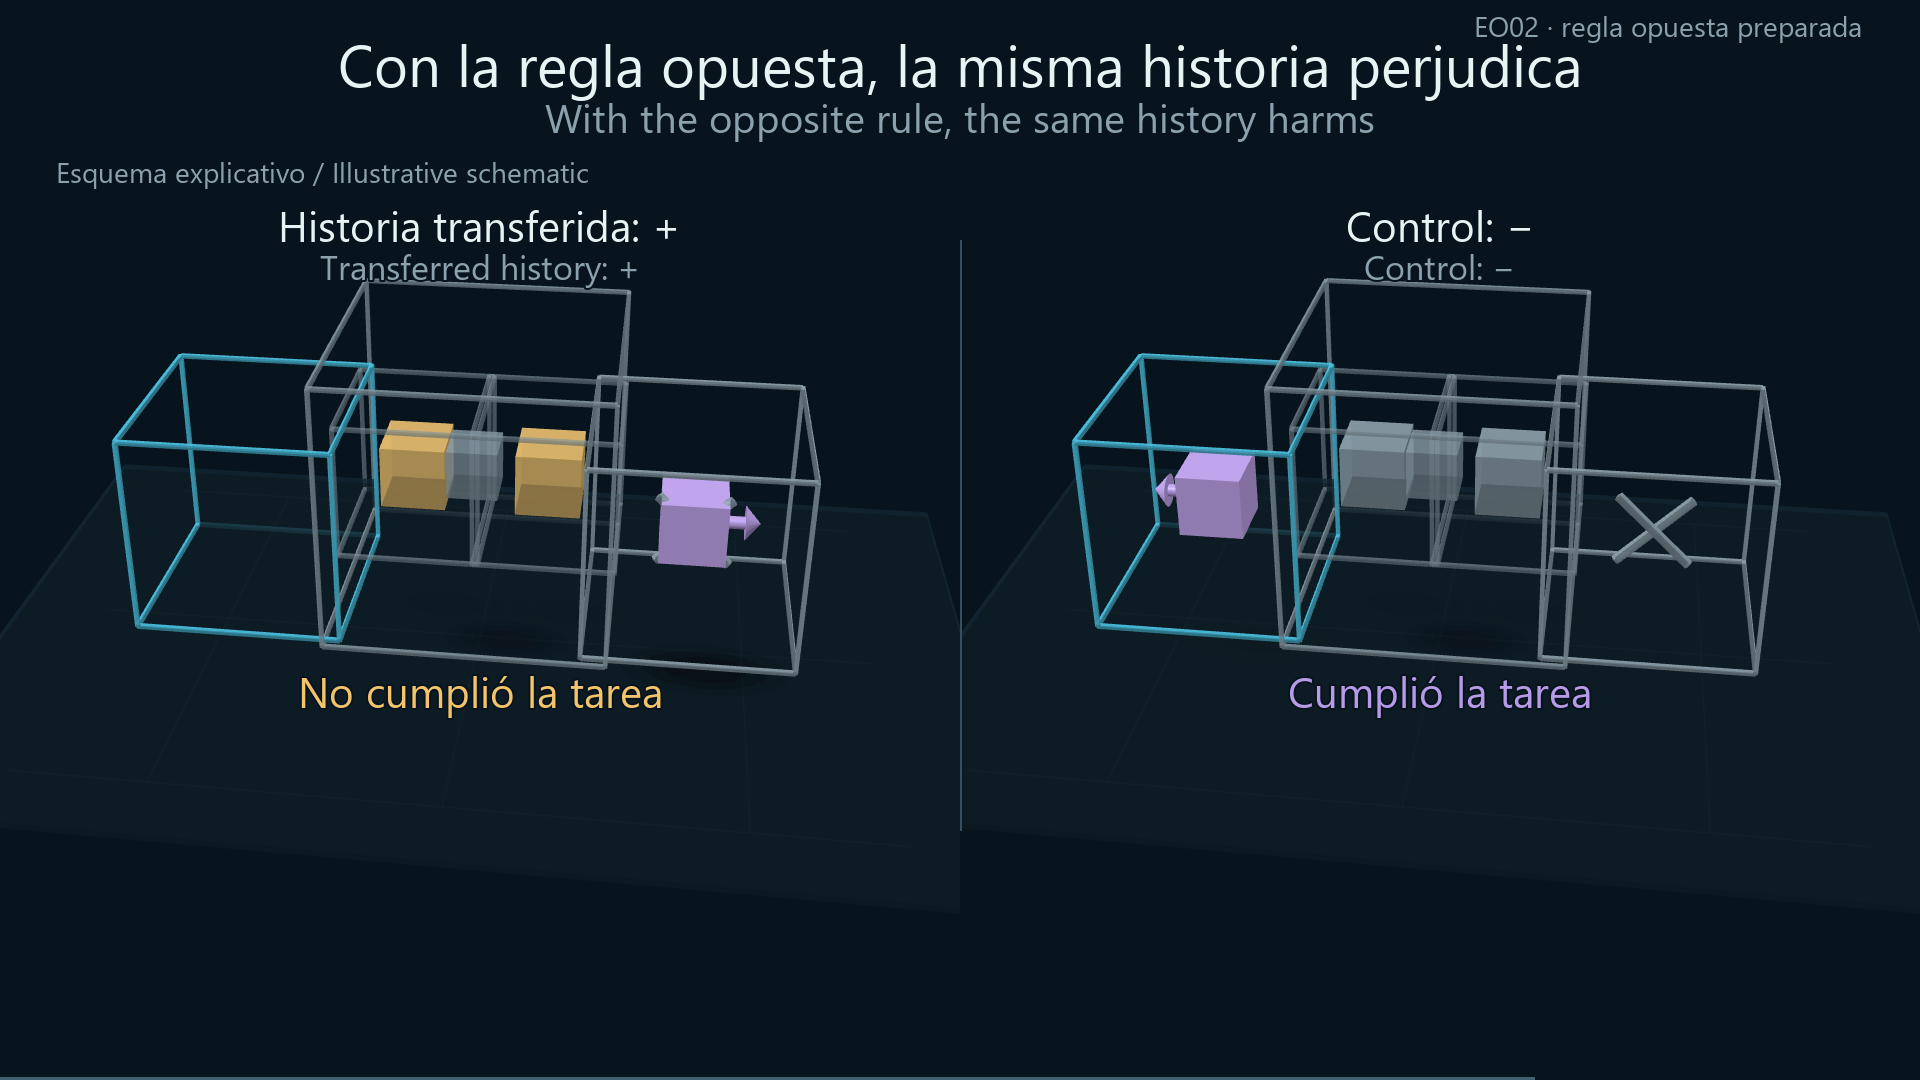 EO02 · regla opuesta preparada
Con la regla opuesta, la misma historia perjudica
With the opposite rule, the same history harms
Esquema explicativo / Illustrative schematic
Historia transferida: +
Transferred history: +
No cumplió la tarea
Control: −
Control: −
Cumplió la tarea